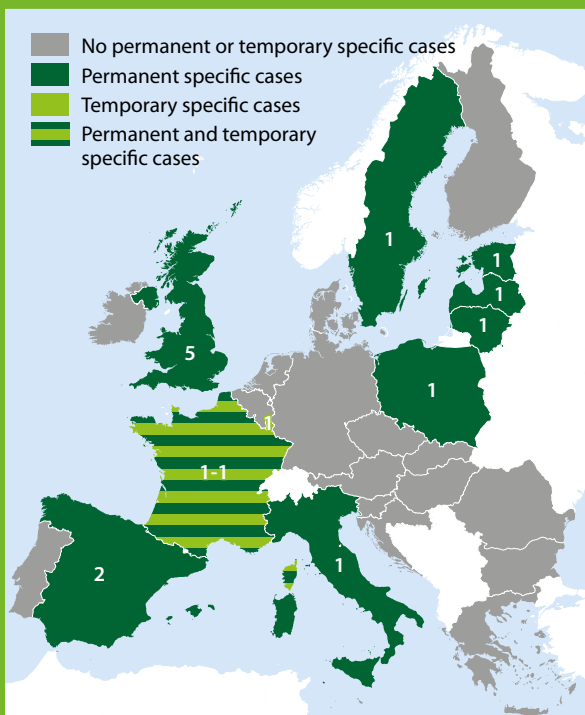 No permanent or temporary specific cases
Permanent specific cases
Temporary specific cases
Permanent and temporary
specific cases
1
1
1
1
5
1
1
1-1
1
2